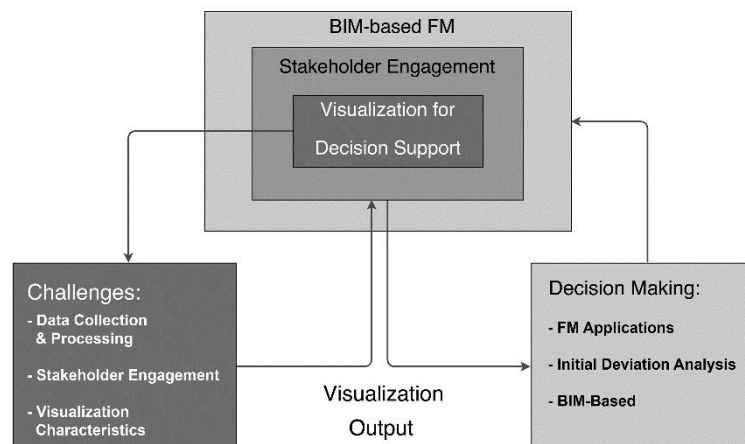 BIM-based FM
Stakeholder Engagement
Visualization for
Decision Support
Challenges:
- Data Collection
& Processing
- Stakeholder Engagement
- Visualization
Characteristics
Visualization
Output
Decision Making:
- FM Applications
- Initial Deviation Analysis
- BIM-Based